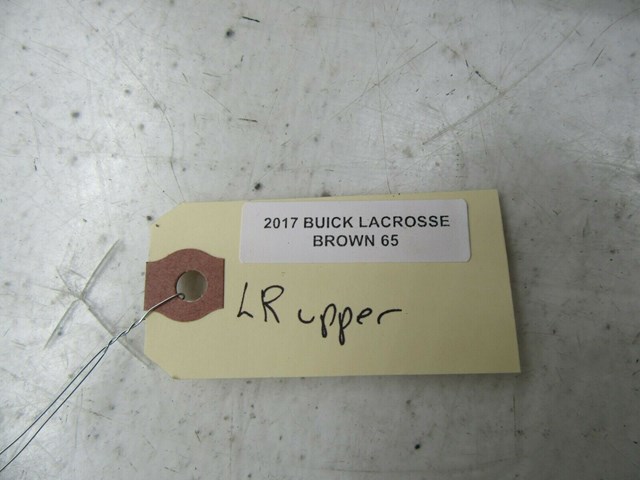 2017 BUICK LACROSSE
BROWN 65
LR upper